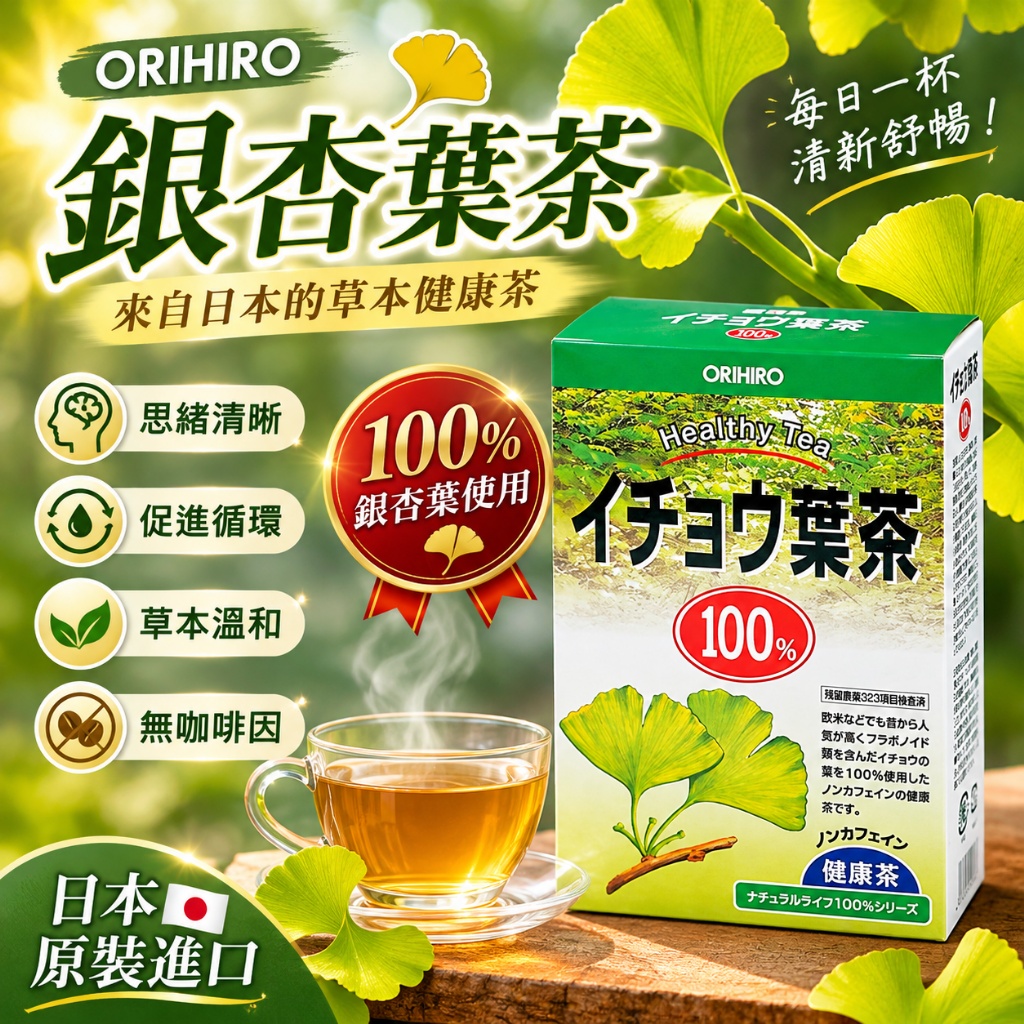 ORIHIRO
銀杏葉茶
來自日本的草本健康茶
每日一杯
清新舒暢！
思緒清晰
促進循環
草本溫和
無咖啡因
100%
銀杏葉使用
日本
原裝進口
イチョウ葉茶
100%
ORIHIRO
Healthy Tea
イチョウ葉茶
100%
残留農薬323項目検査済
欧米などでも昔から人
気が高くフラボノイド
類を含んだイチョウの
葉を100%使用した
ノンカフェインの健康
茶です。
ノンカフェイン
健康茶
ナチュラルライフ100%シリーズ